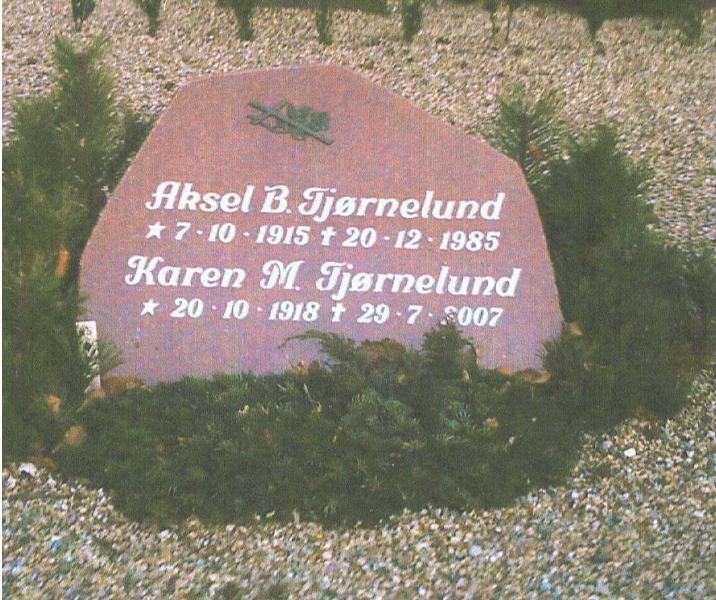 Aksel B. Tjørnelund
★ 7 · 10 · 1915 ✝ 20 · 12 · 1985
Karen M. Tjørnelund
★ 20 · 10 · 1918 ✝ 29 · 7 · 2007